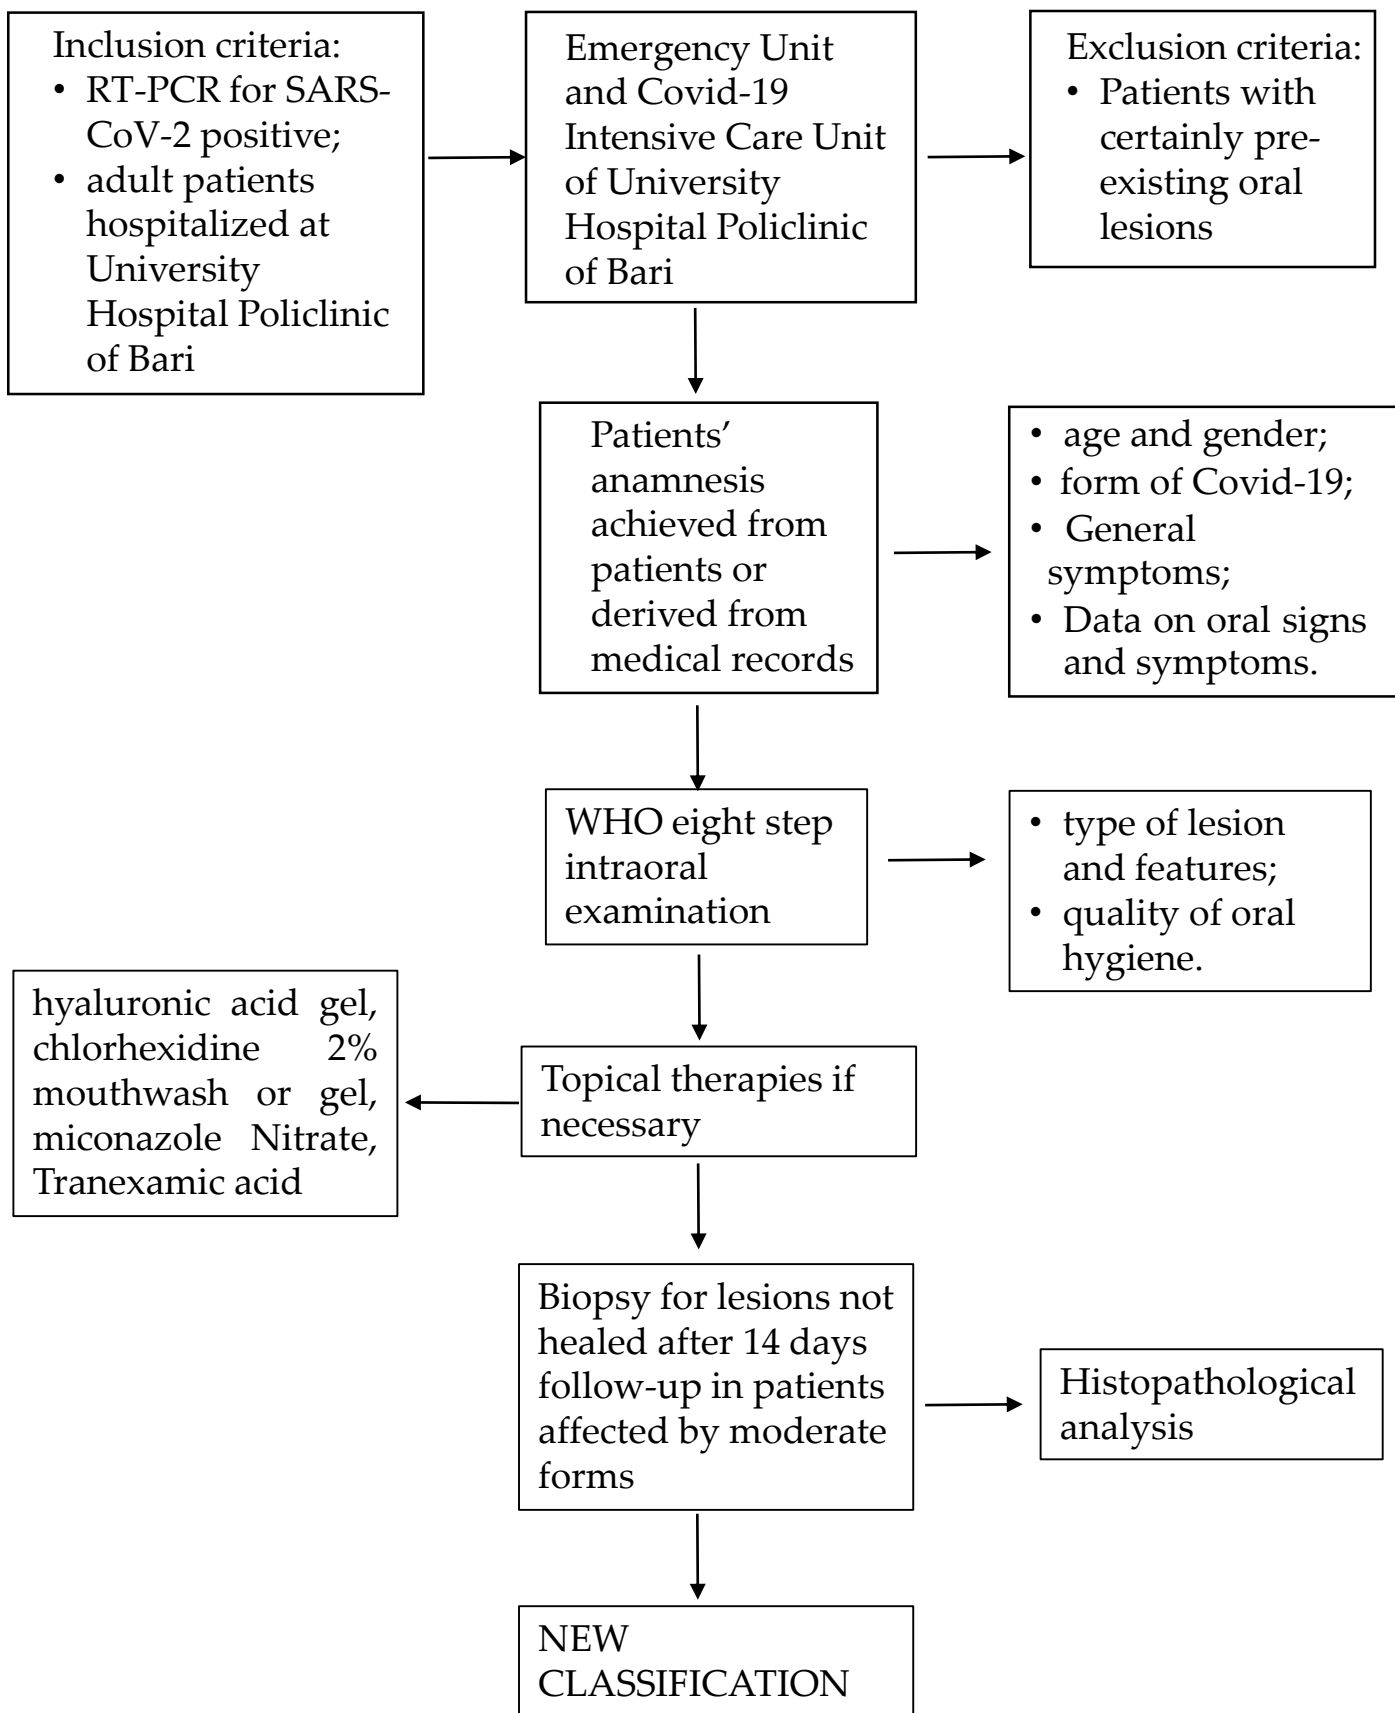 Inclusion criteria:
• RT-PCR for SARS-
CoV-2 positive;
• adult patients
hospitalized at
University
Hospital Policlinic
of Bari
Emergency Unit
and Covid-19
Intensive Care Unit
of University
Hospital Policlinic
of Bari
Exclusion criteria:
• Patients with
certainly pre-
existing oral
lesions
Patients’
anamnesis
achieved from
patients or
derived from
medical records
• age and gender;
• form of Covid-19;
• General
symptoms;
• Data on oral signs
and symptoms.
WHO eight step
intraoral
examination
• type of lesion
and features;
• quality of oral
hygiene.
hyaluronic acid gel,
chlorhexidine 2%
mouthwash or gel,
miconazole Nitrate,
Tranexamic acid
Topical therapies if
necessary
Biopsy for lesions not
healed after 14 days
follow-up in patients
affected by moderate
forms
Histopathological
analysis
NEW
CLASSIFICATION